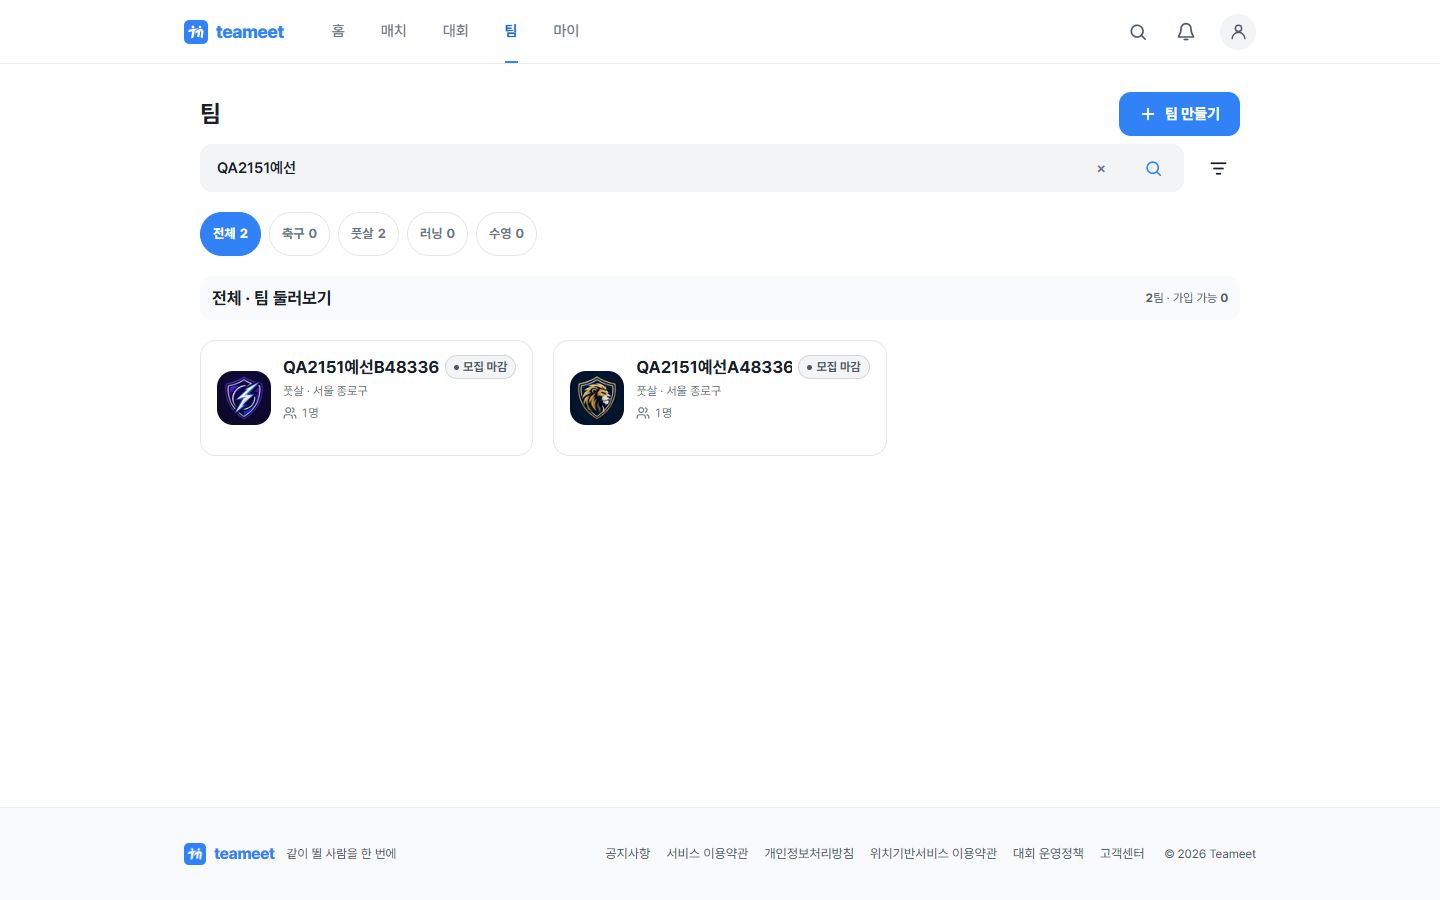 teameet 홈 매치 대회 팀 마이
팀
+ 팀 만들기
QA2151예선 ×
전체 2 축구 0 풋살 2 러닝 0 수영 0
전체 · 팀 둘러보기 2팀 · 가입 가능 0
QA2151예선B48336 모집 마감
풋살 · 서울 종로구
1명
QA2151예선A48336 모집 마감
풋살 · 서울 종로구
1명
teameet 같이 뛸 사람을 한 번에 공지사항 서비스 이용약관 개인정보처리방침 위치기반서비스 이용약관 대회 운영정책 고객센터 © 2026 Teameet